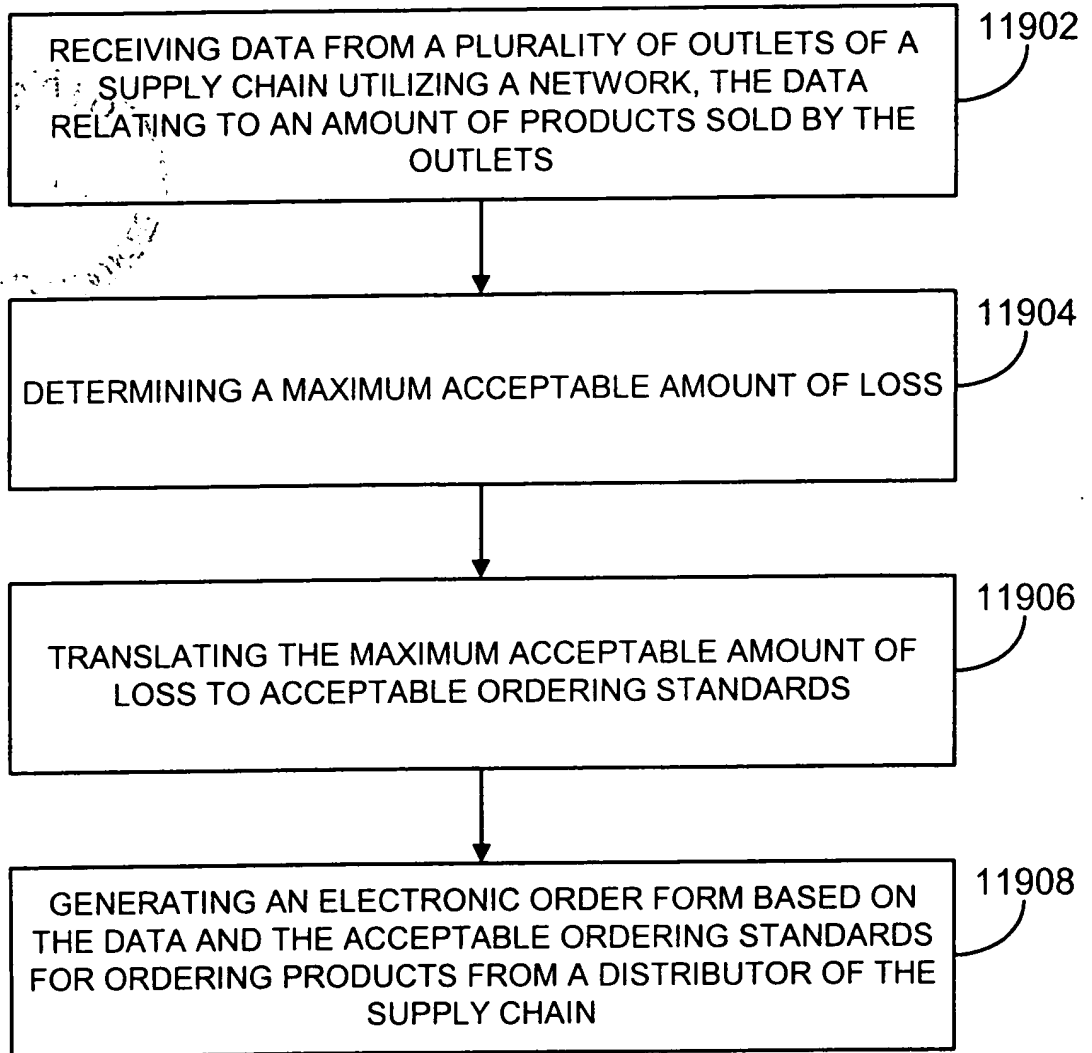 RECEIVING DATA FROM A PLURALITY OF OUTLETS OF A
SUPPLY CHAIN UTILIZING A NETWORK, THE DATA
RELATING TO AN AMOUNT OF PRODUCTS SOLD BY THE
OUTLETS
11902
DETERMINING A MAXIMUM ACCEPTABLE AMOUNT OF LOSS
11904
TRANSLATING THE MAXIMUM ACCEPTABLE AMOUNT OF
LOSS TO ACCEPTABLE ORDERING STANDARDS
11906
GENERATING AN ELECTRONIC ORDER FORM BASED ON
THE DATA AND THE ACCEPTABLE ORDERING STANDARDS
FOR ORDERING PRODUCTS FROM A DISTRIBUTOR OF THE
SUPPLY CHAIN
11908